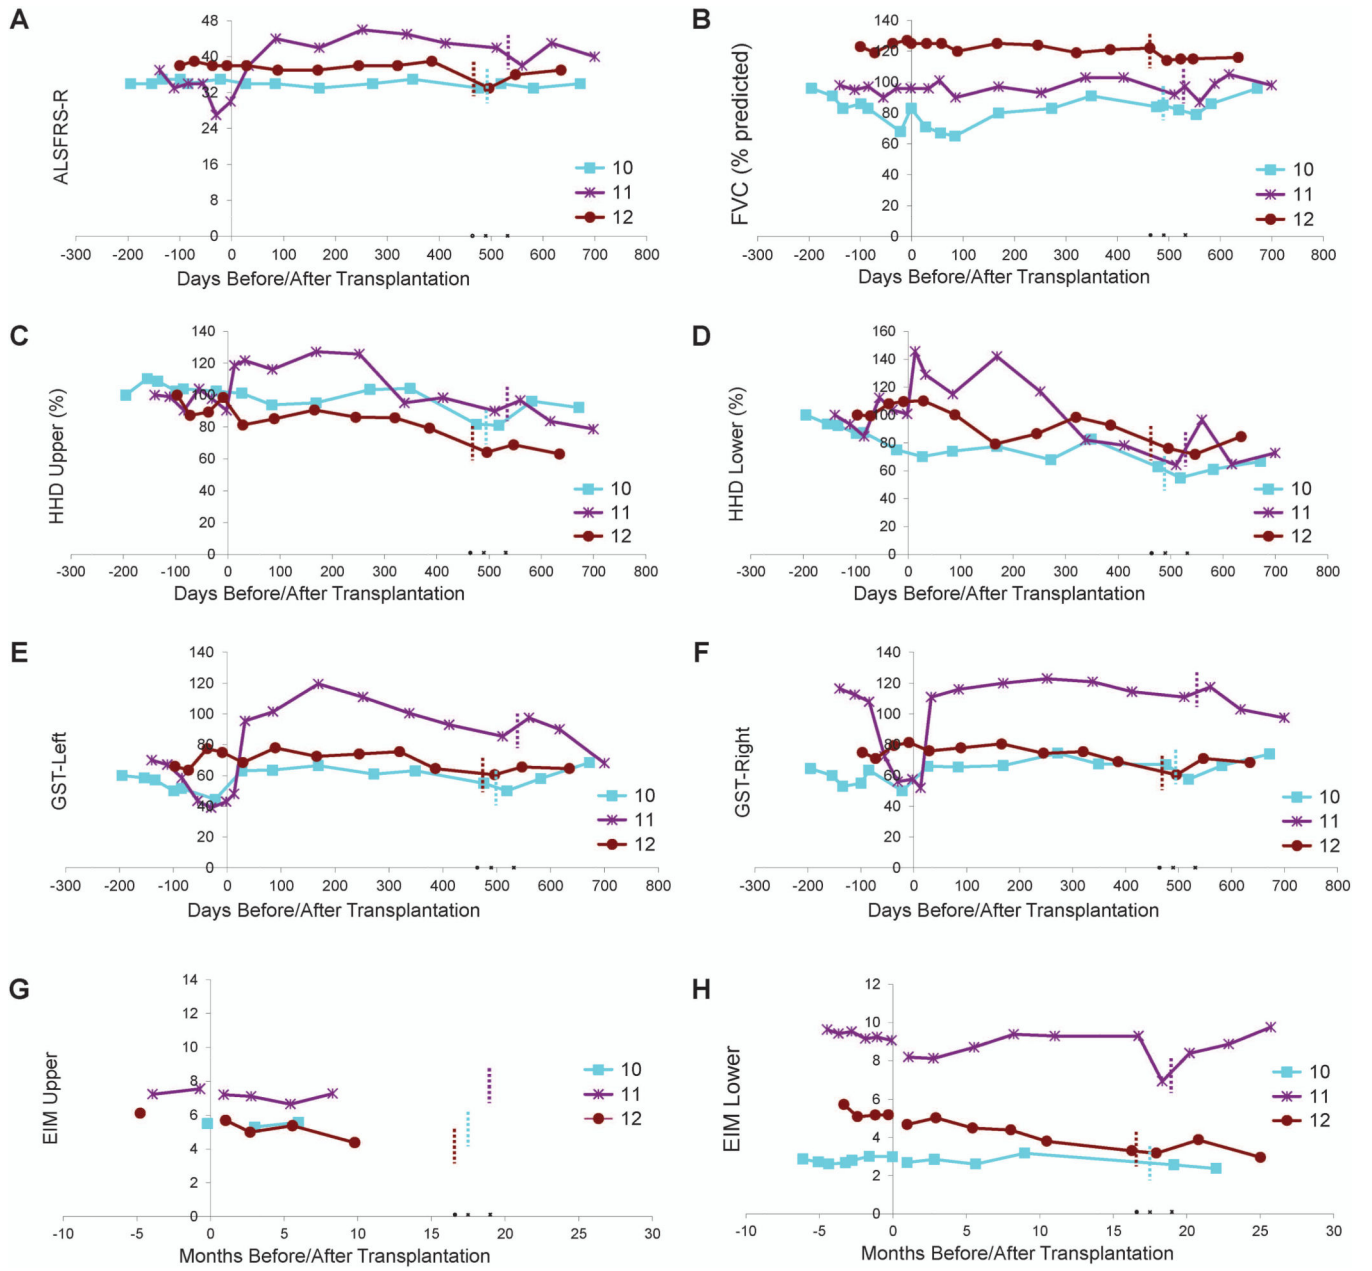 A
ALSFRS-R
48
40
32
24
16
8
0
-300 -200 -100 0 100 200 300 400 500 600 700 800
Days Before/After Transplantation
10
11
12
B
FVC (% predicted)
140
120
100
80
60
40
20
0
-300 -200 -100 0 100 200 300 400 500 600 700 800
Days Before/After Transplantation
10
11
12
C
HHD Upper (%)
140
120
100
80
60
40
20
0
-300 -200 -100 0 100 200 300 400 500 600 700 800
Days Before/After Transplantation
10
11
12
D
HHD Lower (%)
160
140
120
100
80
60
40
20
0
-300 -200 -100 0 100 200 300 400 500 600 700 800
Days Before/After Transplantation
10
11
12
E
GST-Left
140
120
100
80
60
40
20
0
-300 -200 -100 0 100 200 300 400 500 600 700 800
Days Before/After Transplantation
10
11
12
F
GST-Right
140
120
100
80
60
40
20
0
-300 -200 -100 0 100 200 300 400 500 600 700 800
Days Before/After Transplantation
10
11
12
G
EIM Upper
14
12
10
8
6
4
2
0
-10 -5 0 5 10 15 20 25 30
Months Before/After Transplantation
10
11
12
H
EIM Lower
12
10
8
6
4
2
0
-10 -5 0 5 10 15 20 25 30
Months Before/After Transplantation
10
11
12